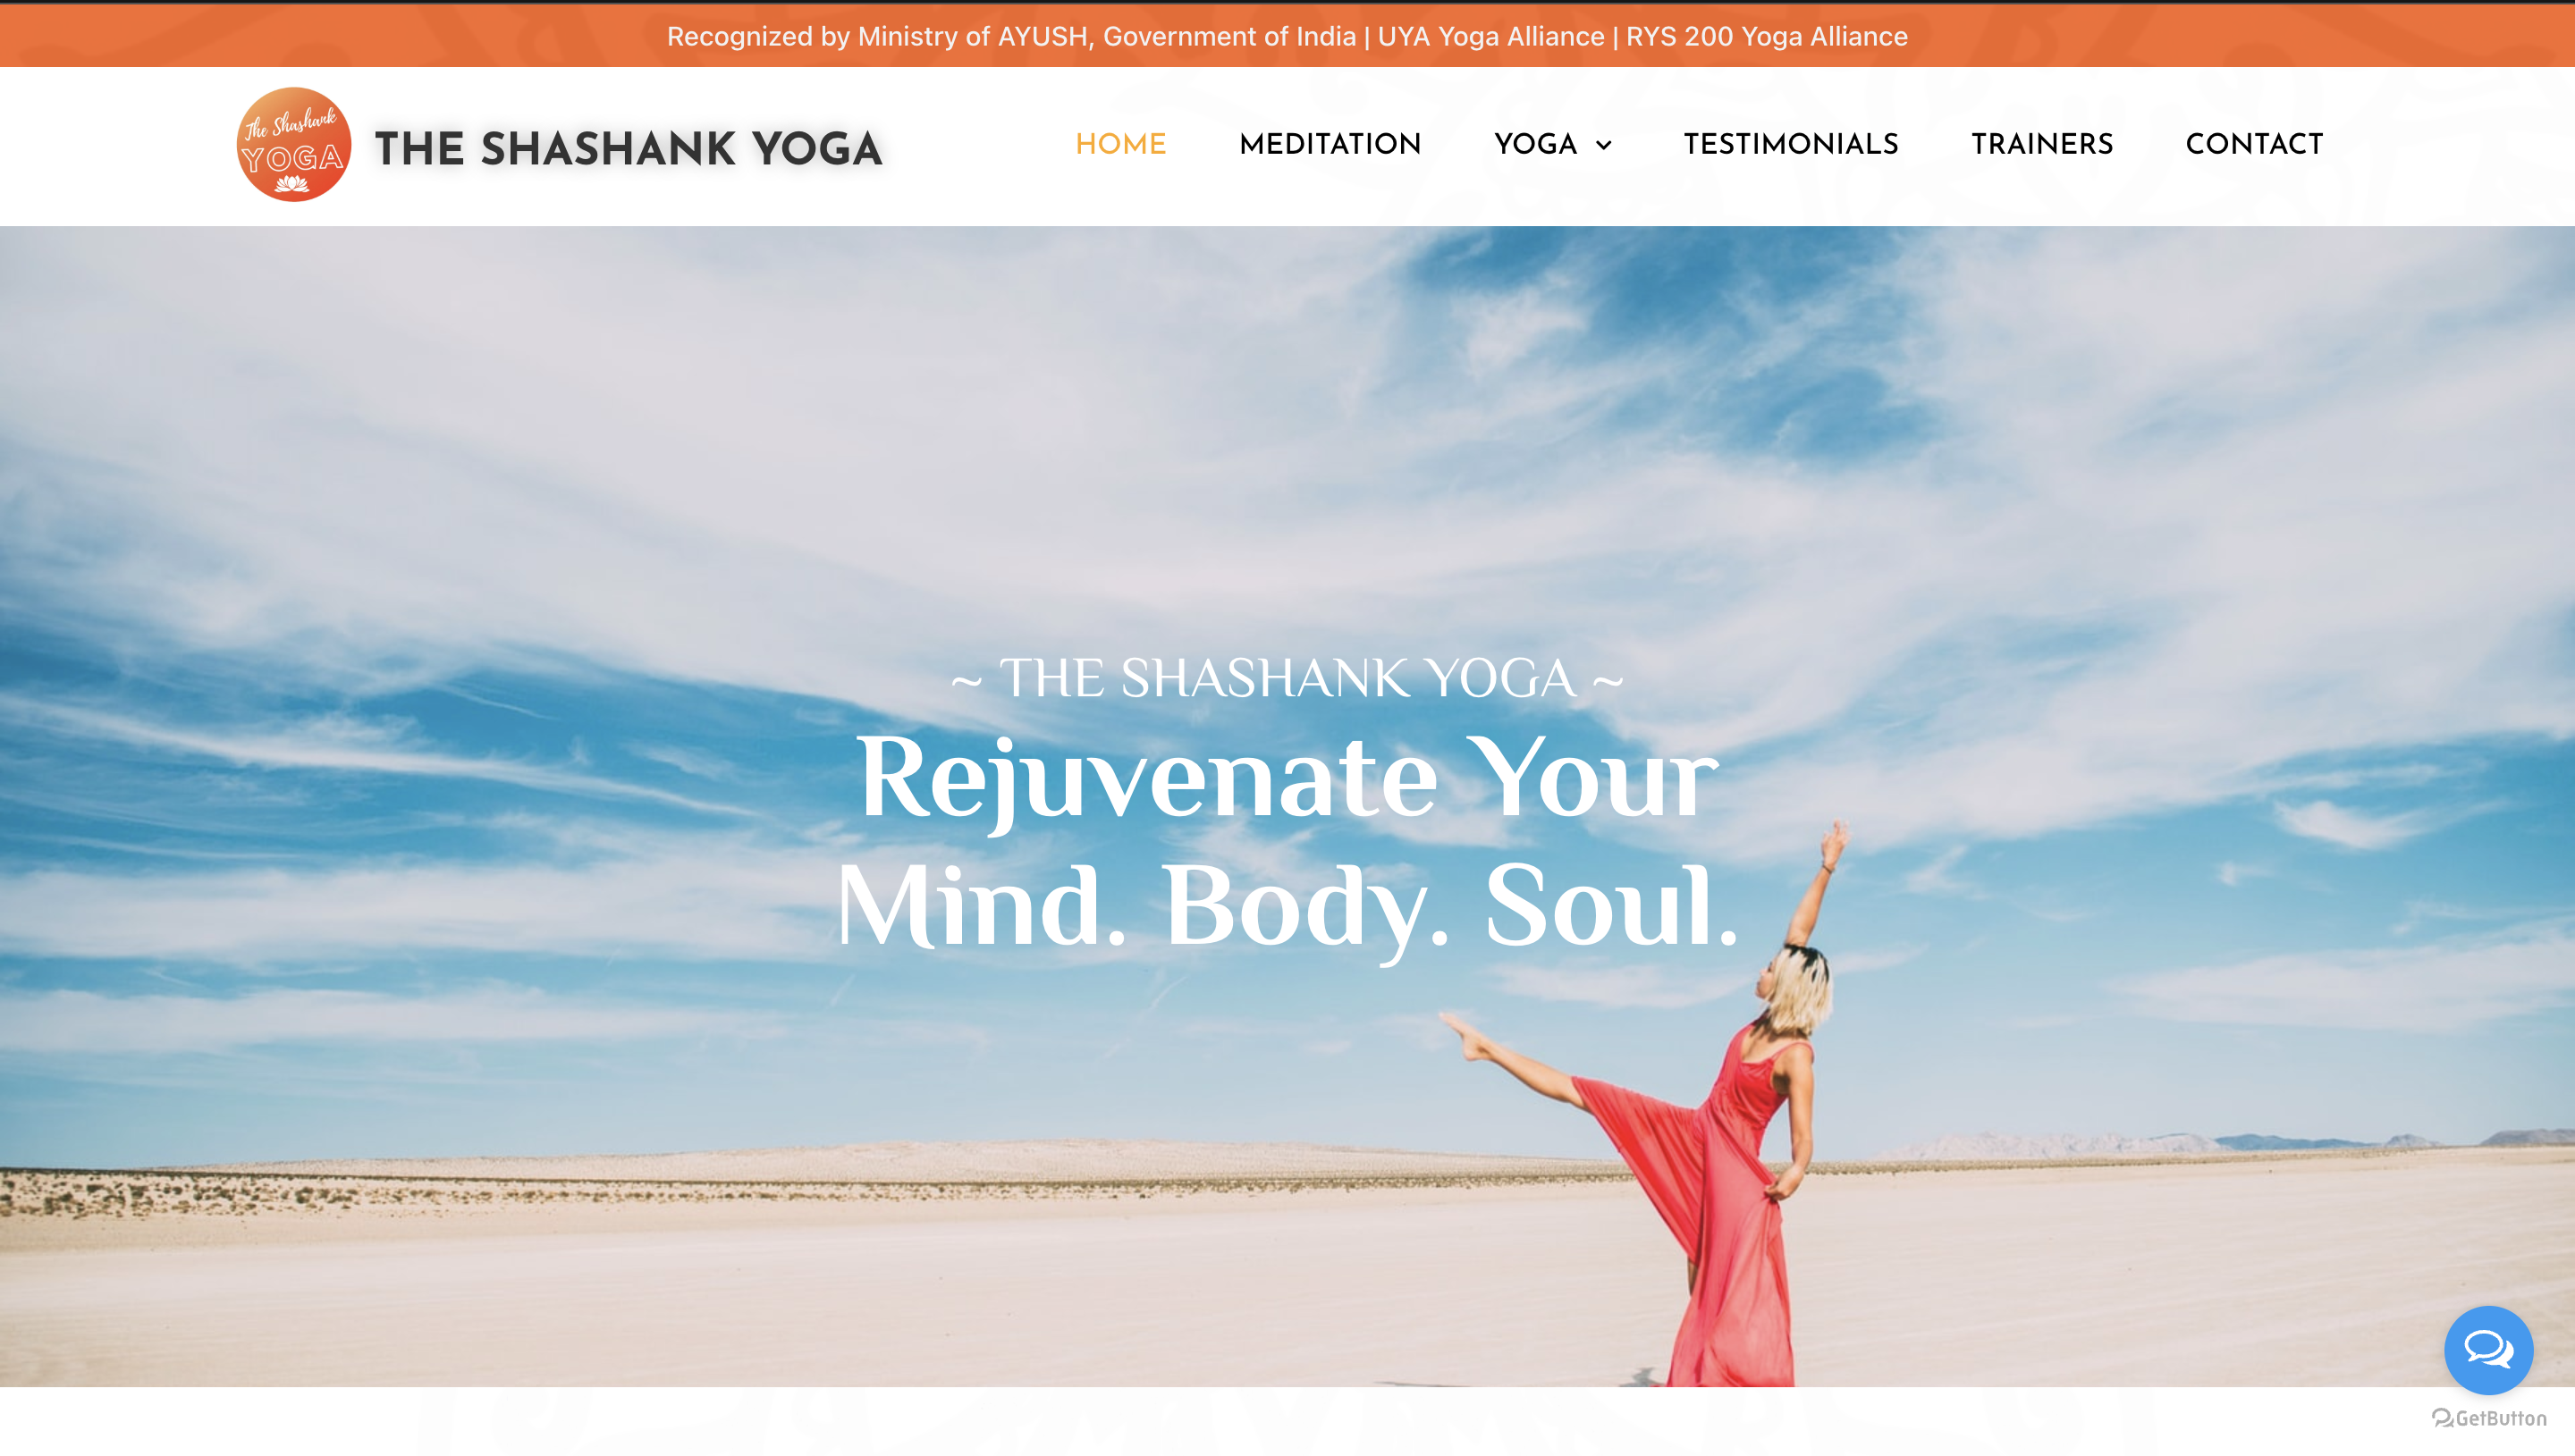 Recognized by Ministry of AYUSH, Government of India | UYA Yoga Alliance | RYS 200 Yoga Alliance
The Shashank
YOGA
THE SHASHANK YOGA
HOME MEDITATION YOGA TESTIMONIALS TRAINERS CONTACT
~ THE SHASHANK YOGA ~
Rejuvenate Your
Mind. Body. Soul.
GetButton